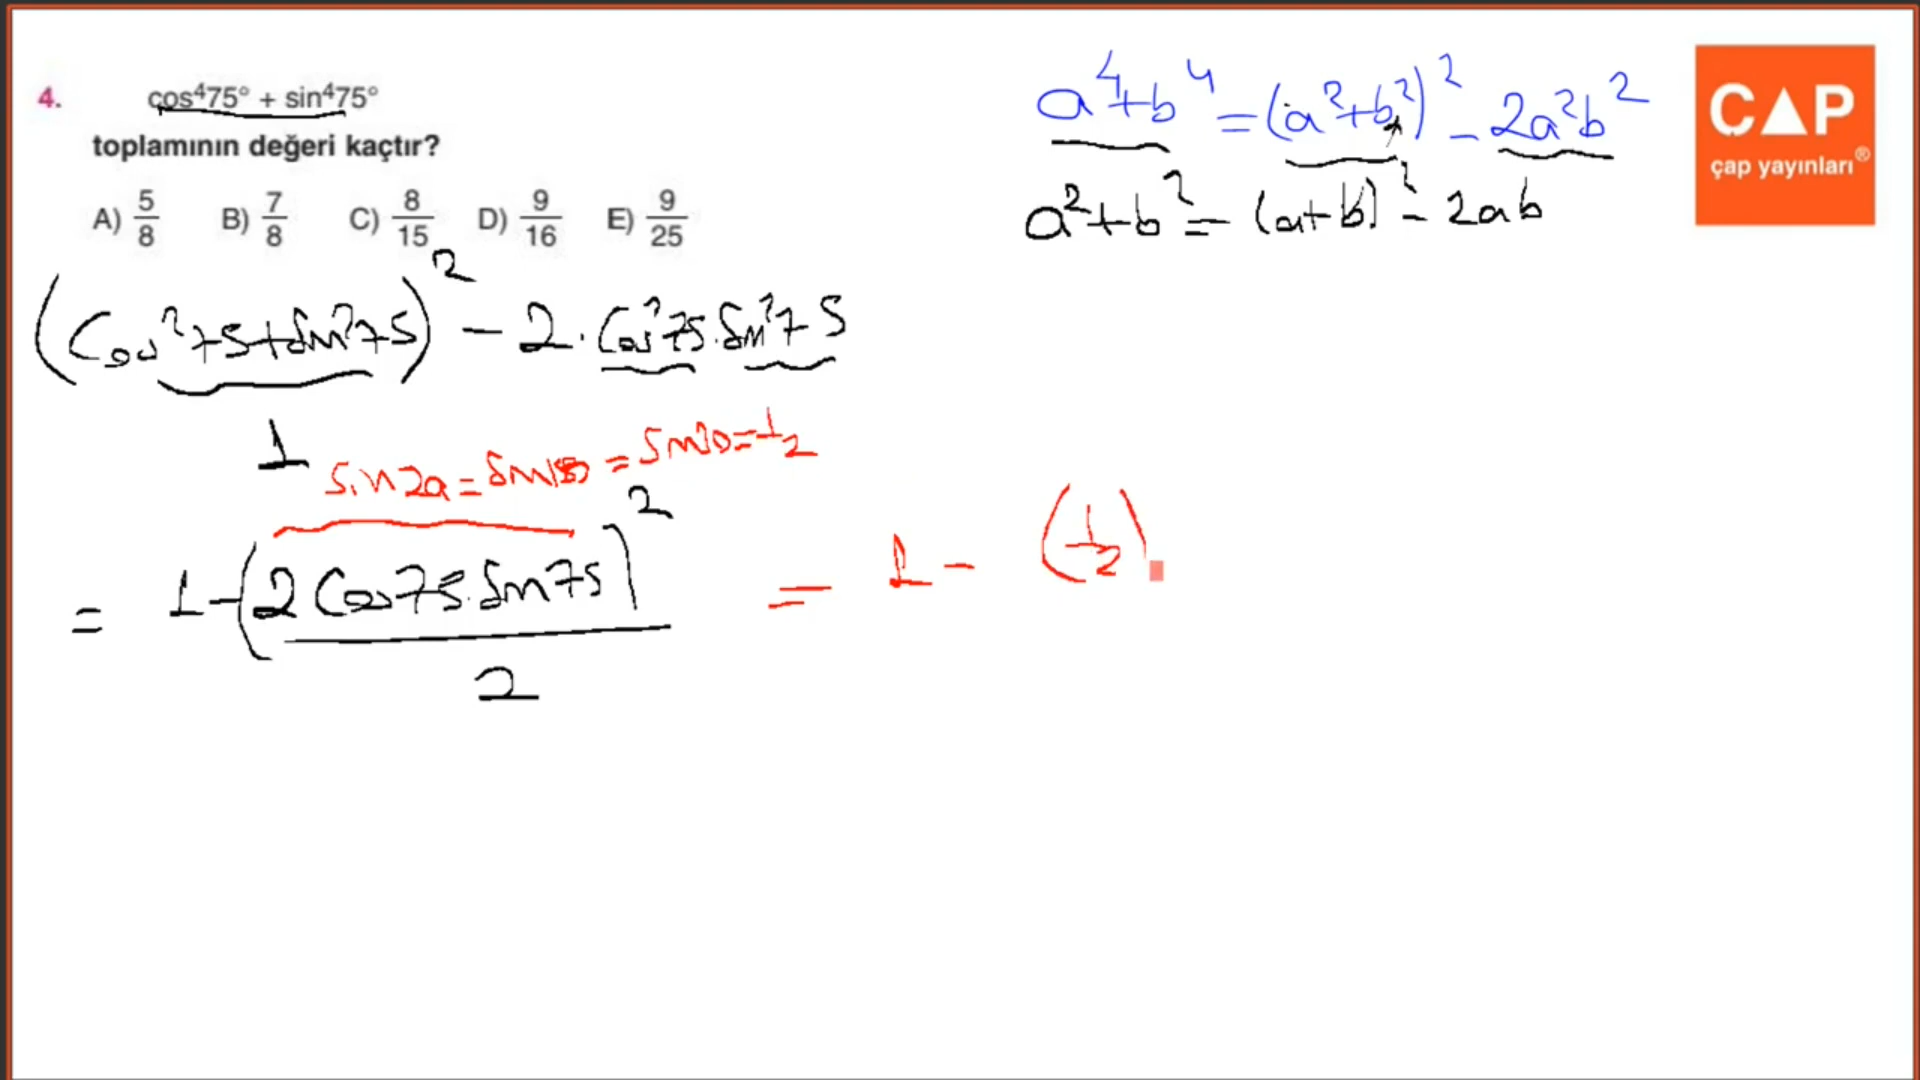 4. cos⁴75° + sin⁴75°
toplamının değeri kaçtır?
A) 5/8 B) 7/8 C) 8/15 D) 9/16 E) 9/25
a⁴+b⁴ = (a²+b²)² - 2a²b²
a²+b² = (a+b)² - 2ab
CAP
çap yayınları®
(Cos²75+sin²75)² - 2.Cos²75.sin²75
1
sin2a = sin150 = sin30 = 1/2
= 1-(2Cos75.sin75)²/2 = 1 - (1/2)